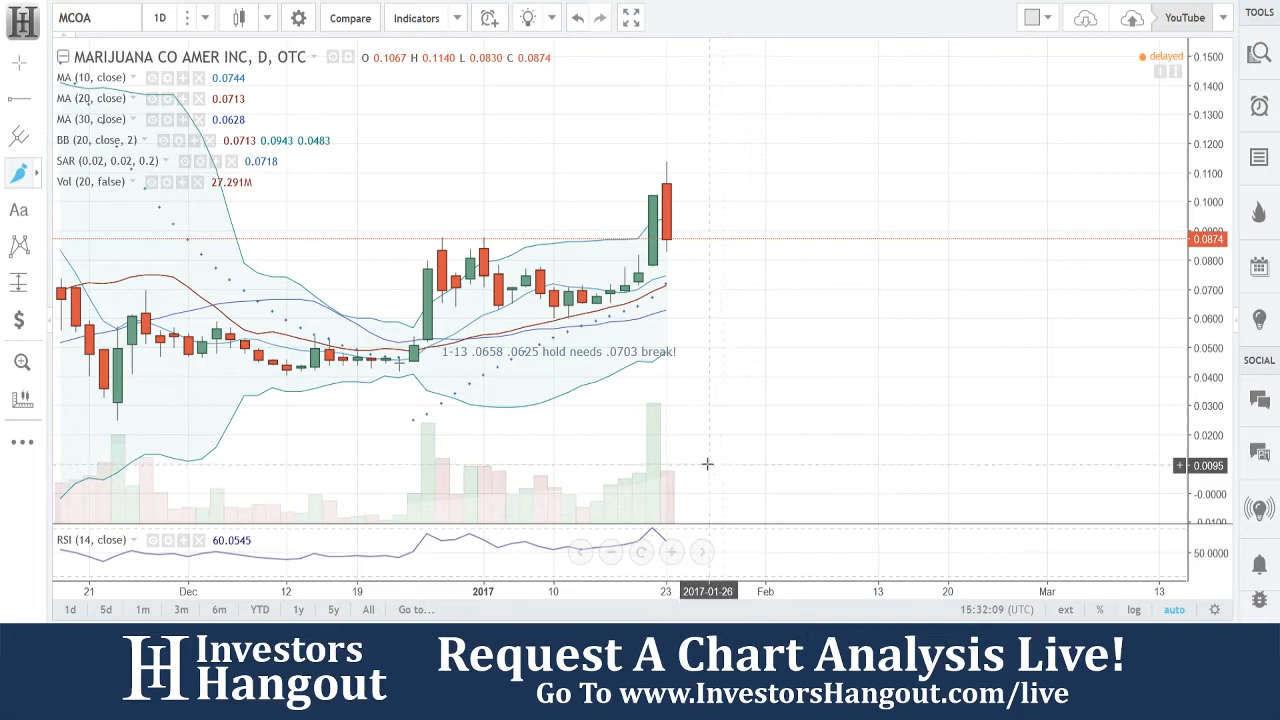 MCOA 1D Compare Indicators YouTube TOOLS
MARIJUANA CO AMER INC, D, OTC O 0.1067 H 0.1140 L 0.0830 C 0.0874 delayed
MA (10, close) 0.0744
MA (20, close) 0.0713
MA (30, close) 0.0628
BB (20, close, 2) 0.0713 0.0943 0.0483
SAR (0.02, 0.02, 0.2) 0.0718
Vol (20, false) 27.291M
Aa
$
1-13 .0658 .0625 hold needs .0703 break!
0.1500
0.1400
0.1300
0.1200
0.1100
0.1000
0.0874
0.0800
0.0700
0.0600
0.0500
0.0400
0.0300
0.0200
0.0095
-0.0000
SOCIAL
RSI (14, close) 60.0545
50.0000
21 Dec 12 19 2017 10 23 2017-01-26 Feb 13 20 Mar 13
1d 5d 1m 3m 6m YTD 1y 5y All Go to... 15:32:09 (UTC) ext % log auto
IH Investors Hangout
Request A Chart Analysis Live!
Go To www.InvestorsHangout.com/live